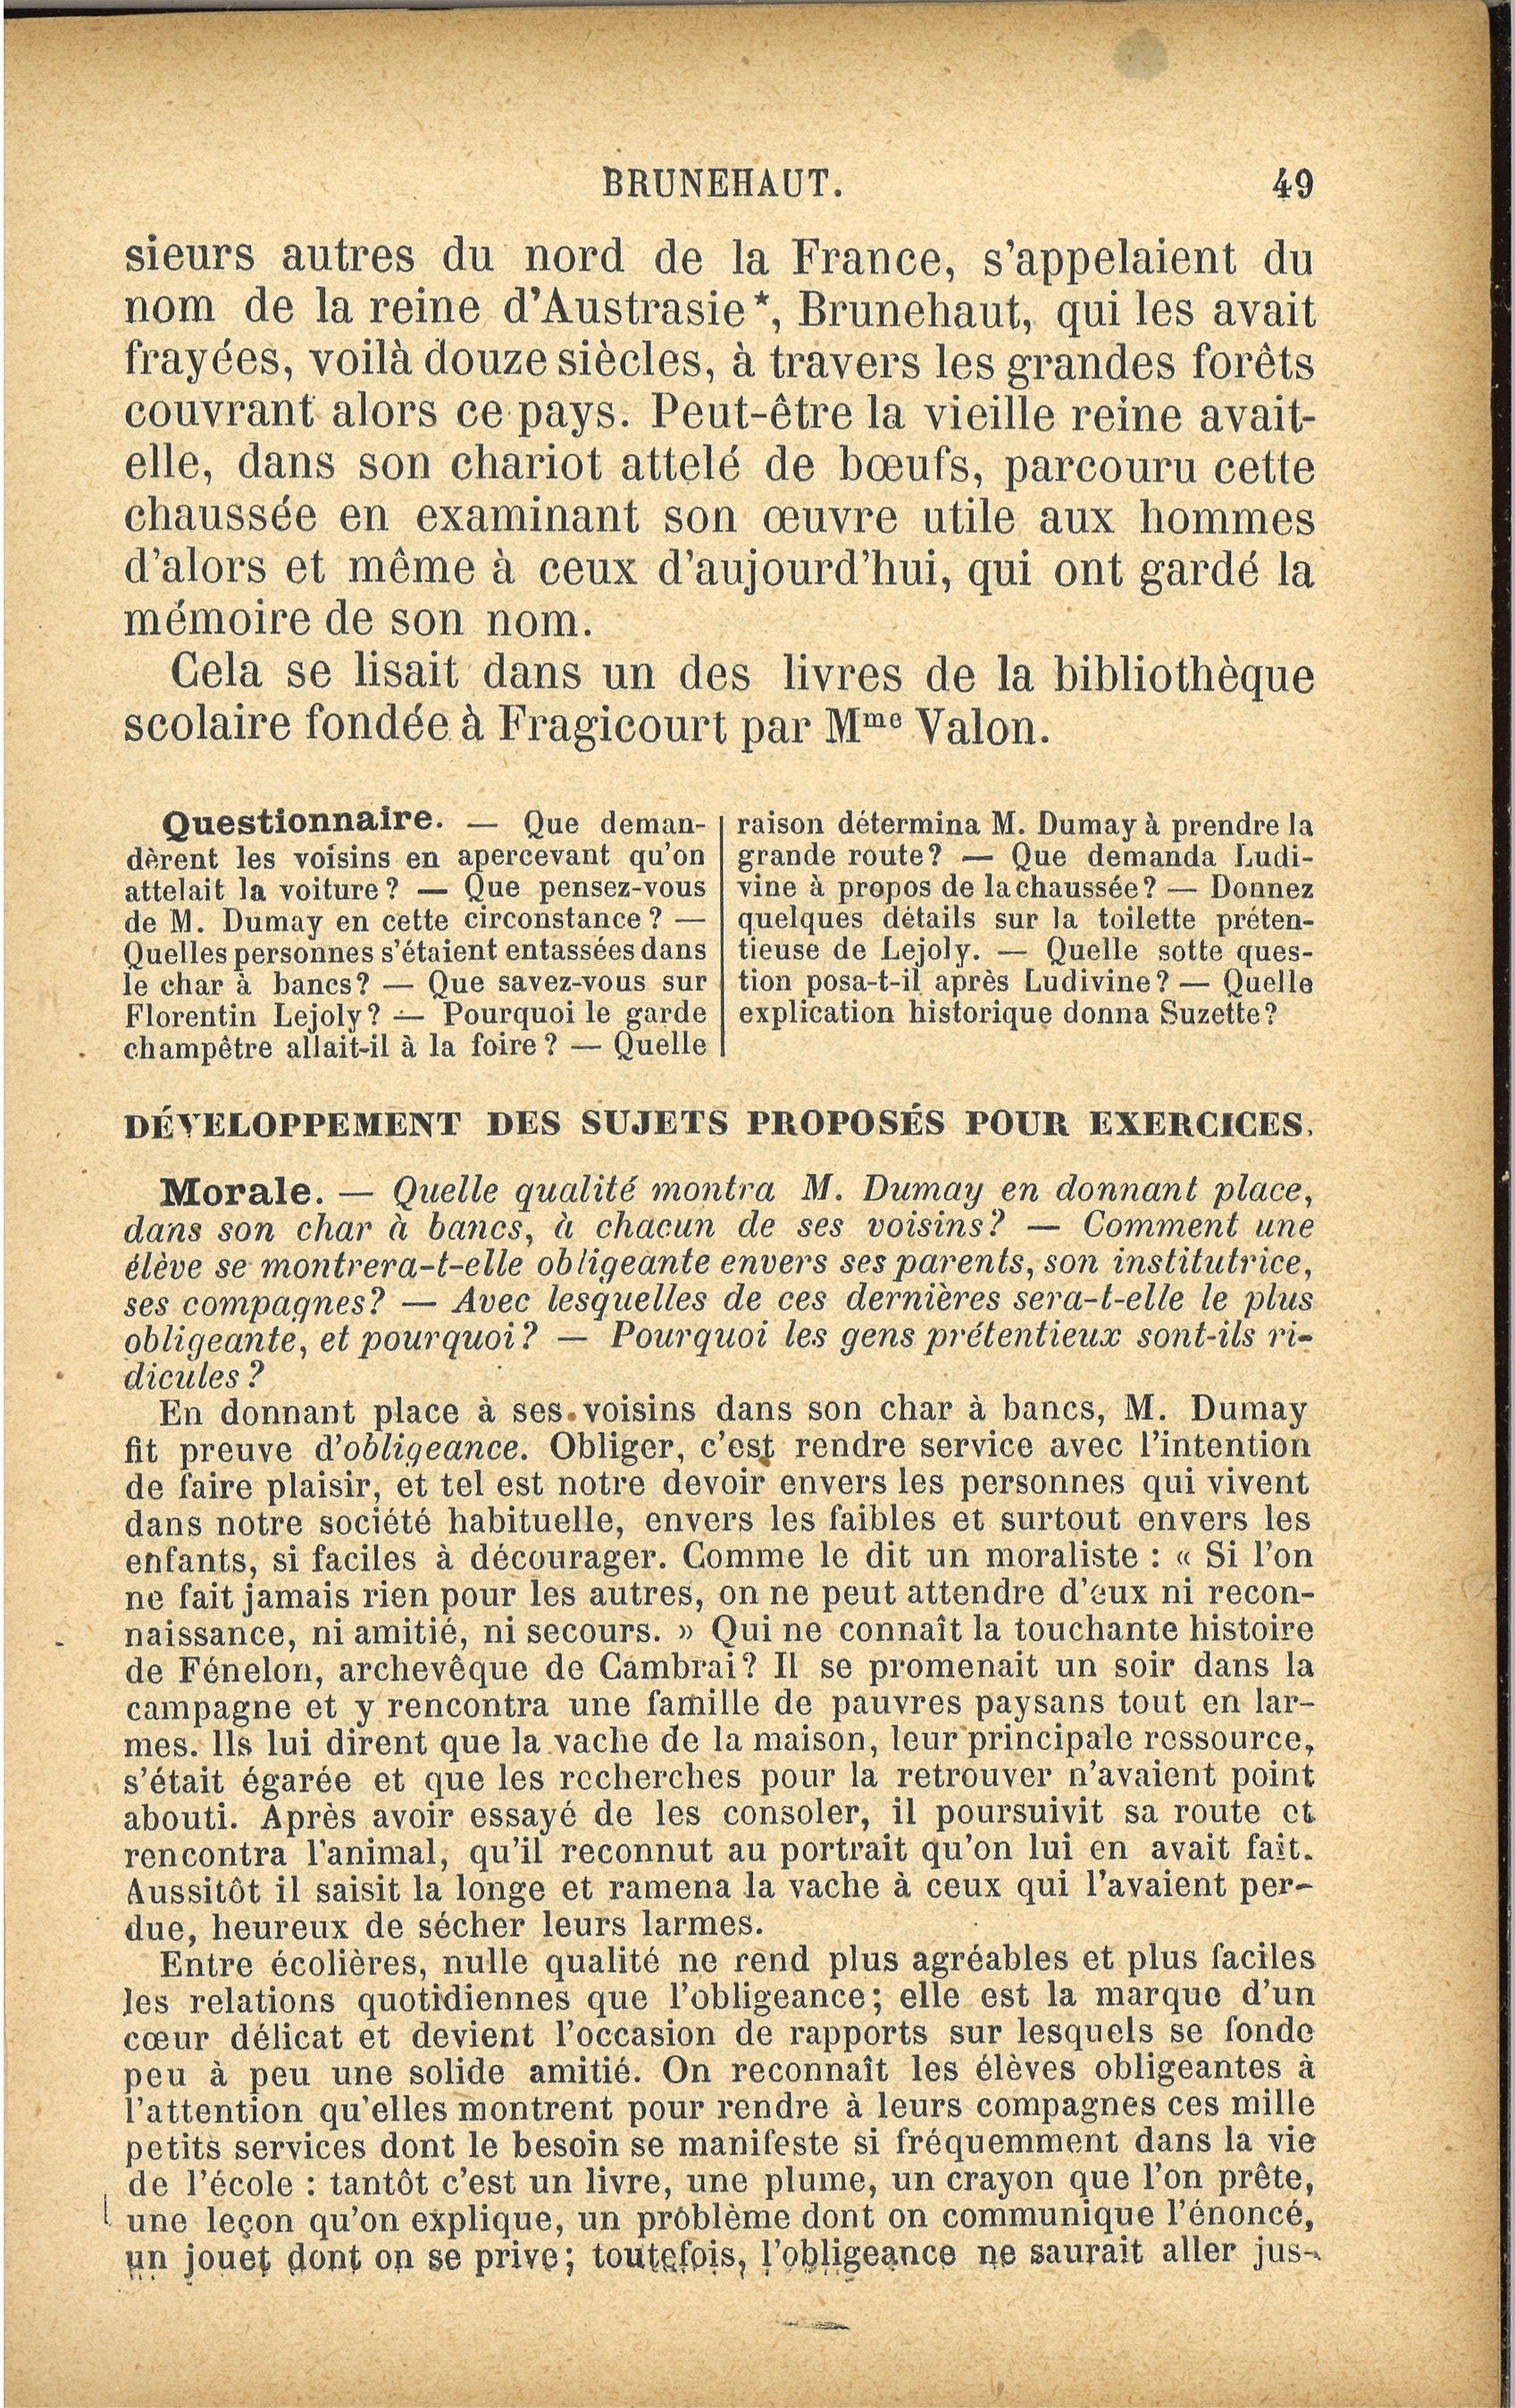 BRUNEHAUT. 49
sieurs autres du nord de la France, s'appelaient du
nom de la reine d'Austrasie*, Brunehaut, qui les avait
frayées, voilà douze siècles, à travers les grandes forêts
couvrant alors ce pays. Peut-être la vieille reine avait-
elle, dans son chariot attelé de bœufs, parcouru cette
chaussée en examinant son œuvre utile aux hommes
d'alors et même à ceux d'aujourd'hui, qui ont gardé la
mémoire de son nom.
Cela se lisait dans un des livres de la bibliothèque
scolaire fondée à Fragicourt par Mme Valon.
Questionnaire. — Que deman-
dèrent les voisins en apercevant qu'on
attelait la voiture? — Que pensez-vous
de M. Dumay en cette circonstance? —
Quelles personnes s'étaient entassées dans
le char à bancs? — Que savez-vous sur
Florentin Lejoly? — Pourquoi le garde
champêtre allait-il à la foire? — Quelle
raison détermina M. Dumay à prendre la
grande route? — Que demanda Ludi-
vine à propos de la chaussée? — Donnez
quelques détails sur la toilette préten-
tieuse de Lejoly. — Quelle sotte ques-
tion posa-t-il après Ludivine? — Quelle
explication historique donna Suzette?
DÉVELOPPEMENT DES SUJETS PROPOSÉS POUR EXERCICES.
Morale. — Quelle qualité montra M. Dumay en donnant place,
dans son char à bancs, à chacun de ses voisins? — Comment une
élève se montrera-t-elle obligeante envers ses parents, son institutrice,
ses compagnes? — Avec lesquelles de ces dernières sera-t-elle le plus
obligeante, et pourquoi? — Pourquoi les gens prétentieux sont-ils ri-
dicules?
En donnant place à ses voisins dans son char à bancs, M. Dumay
fit preuve d'obligeance. Obliger, c'est rendre service avec l'intention
de faire plaisir, et tel est notre devoir envers les personnes qui vivent
dans notre société habituelle, envers les faibles et surtout envers les
enfants, si faciles à décourager. Comme le dit un moraliste : « Si l'on
ne fait jamais rien pour les autres, on ne peut attendre d'eux ni recon-
naissance, ni amitié, ni secours. » Qui ne connaît la touchante histoire
de Fénelon, archevêque de Cambrai? Il se promenait un soir dans la
campagne et y rencontra une famille de pauvres paysans tout en lar-
mes. Ils lui dirent que la vache de la maison, leur principale ressource,
s'était égarée et que les recherches pour la retrouver n'avaient point
abouti. Après avoir essayé de les consoler, il poursuivit sa route et
rencontra l'animal, qu'il reconnut au portrait qu'on lui en avait fait.
Aussitôt il saisit la longe et ramena la vache à ceux qui l'avaient per-
due, heureux de sécher leurs larmes.
Entre écolières, nulle qualité ne rend plus agréables et plus faciles
les relations quotidiennes que l'obligeance; elle est la marque d'un
cœur délicat et devient l'occasion de rapports sur lesquels se fonde
peu à peu une solide amitié. On reconnaît les élèves obligeantes à
l'attention qu'elles montrent pour rendre à leurs compagnes ces mille
petits services dont le besoin se manifeste si fréquemment dans la vie
de l'école : tantôt c'est un livre, une plume, un crayon que l'on prête,
une leçon qu'on explique, un problème dont on communique l'énoncé,
un jouet dont on se prive; toutefois, l'obligeance ne saurait aller jus-